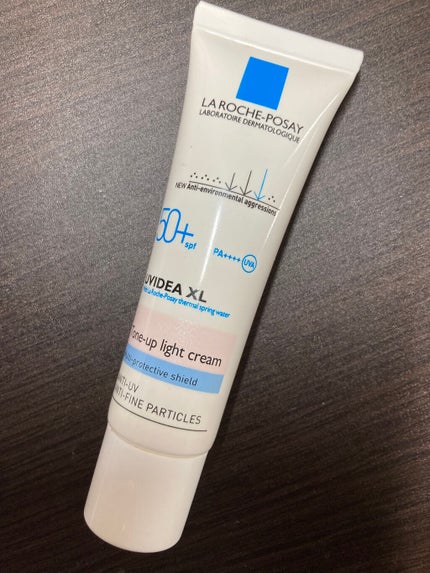 LA ROCHE-POSAY
LABORATOIRE DERMATOLOGIQUE
NEW Anti-environmental aggressions
50+ spf
PA++++ UVA
UVIDEA XL
La Roche-Posay thermal spring water
Tone-up light cream
protective shield
ANTI-UV
ANTI-FINE PARTICLES